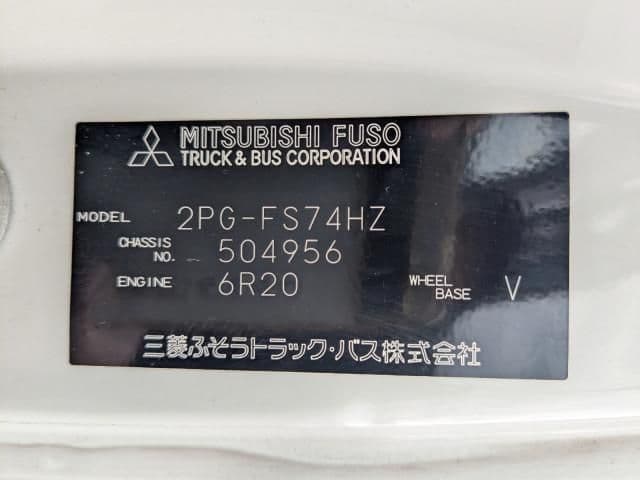 MITSUBISHI FUSO
TRUCK & BUS CORPORATION
MODEL 2PG-FS74HZ
CHASSIS NO. 504956
ENGINE 6R20 WHEEL BASE V
三菱ふそうトラック・バス株式会社